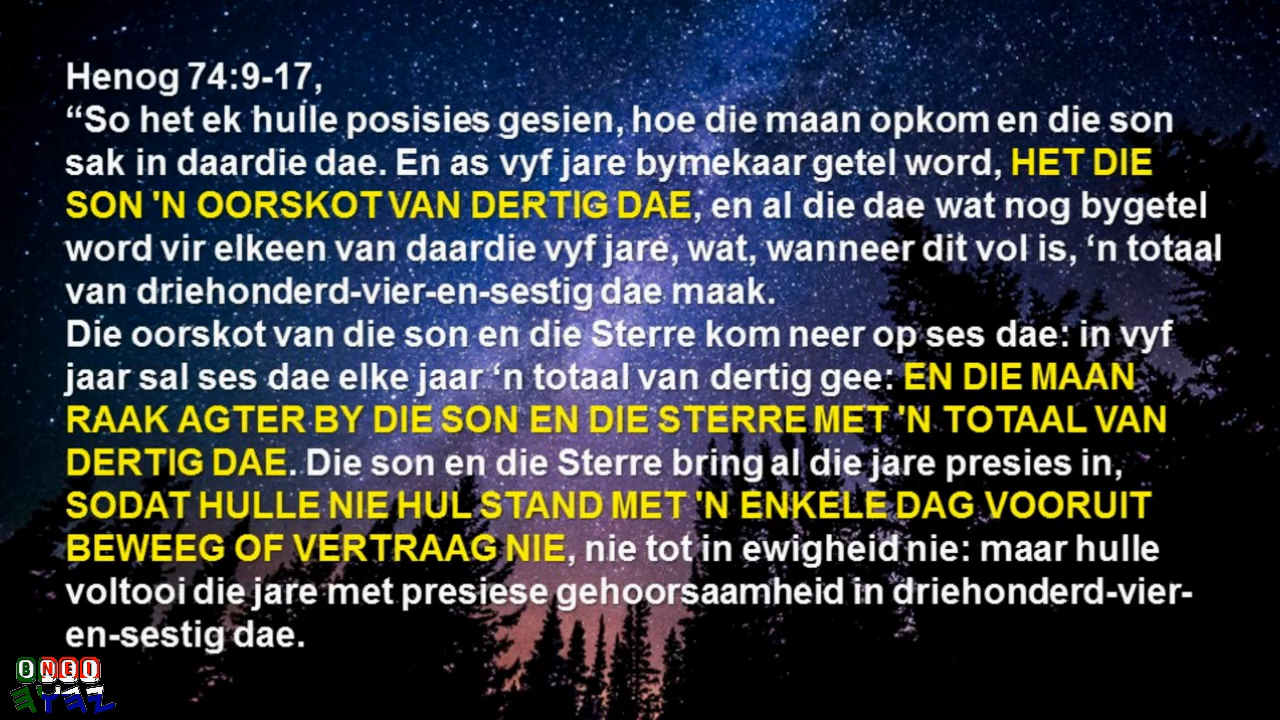 Henog 74:9-17,
“So het ek hulle posisies gesien, hoe die maan opkom en die son
sak in daardie dae. En as vyf jare bymekaar getel word, HET DIE
SON 'N OORSKOT VAN DERTIG DAE, en al die dae wat nog bygetel
word vir elkeen van daardie vyf jare, wat, wanneer dit vol is, ‘n totaal
van driehonderd-vier-en-sestig dae maak.
Die oorskot van die son en die Sterre kom neer op ses dae: in vyf
jaar sal ses dae elke jaar ‘n totaal van dertig gee: EN DIE MAAN
RAAK AGTER BY DIE SON EN DIE STERRE MET 'N TOTAAL VAN
DERTIG DAE. Die son en die Sterre bring al die jare presies in,
SODAT HULLE NIE HUL STAND MET 'N ENKELE DAG VOORUIT
BEWEEG OF VERTRAAG NIE, nie tot in ewigheid nie: maar hulle
voltooi die jare met presiese gehoorsaamheid in driehonderd-vier-
en-sestig dae.